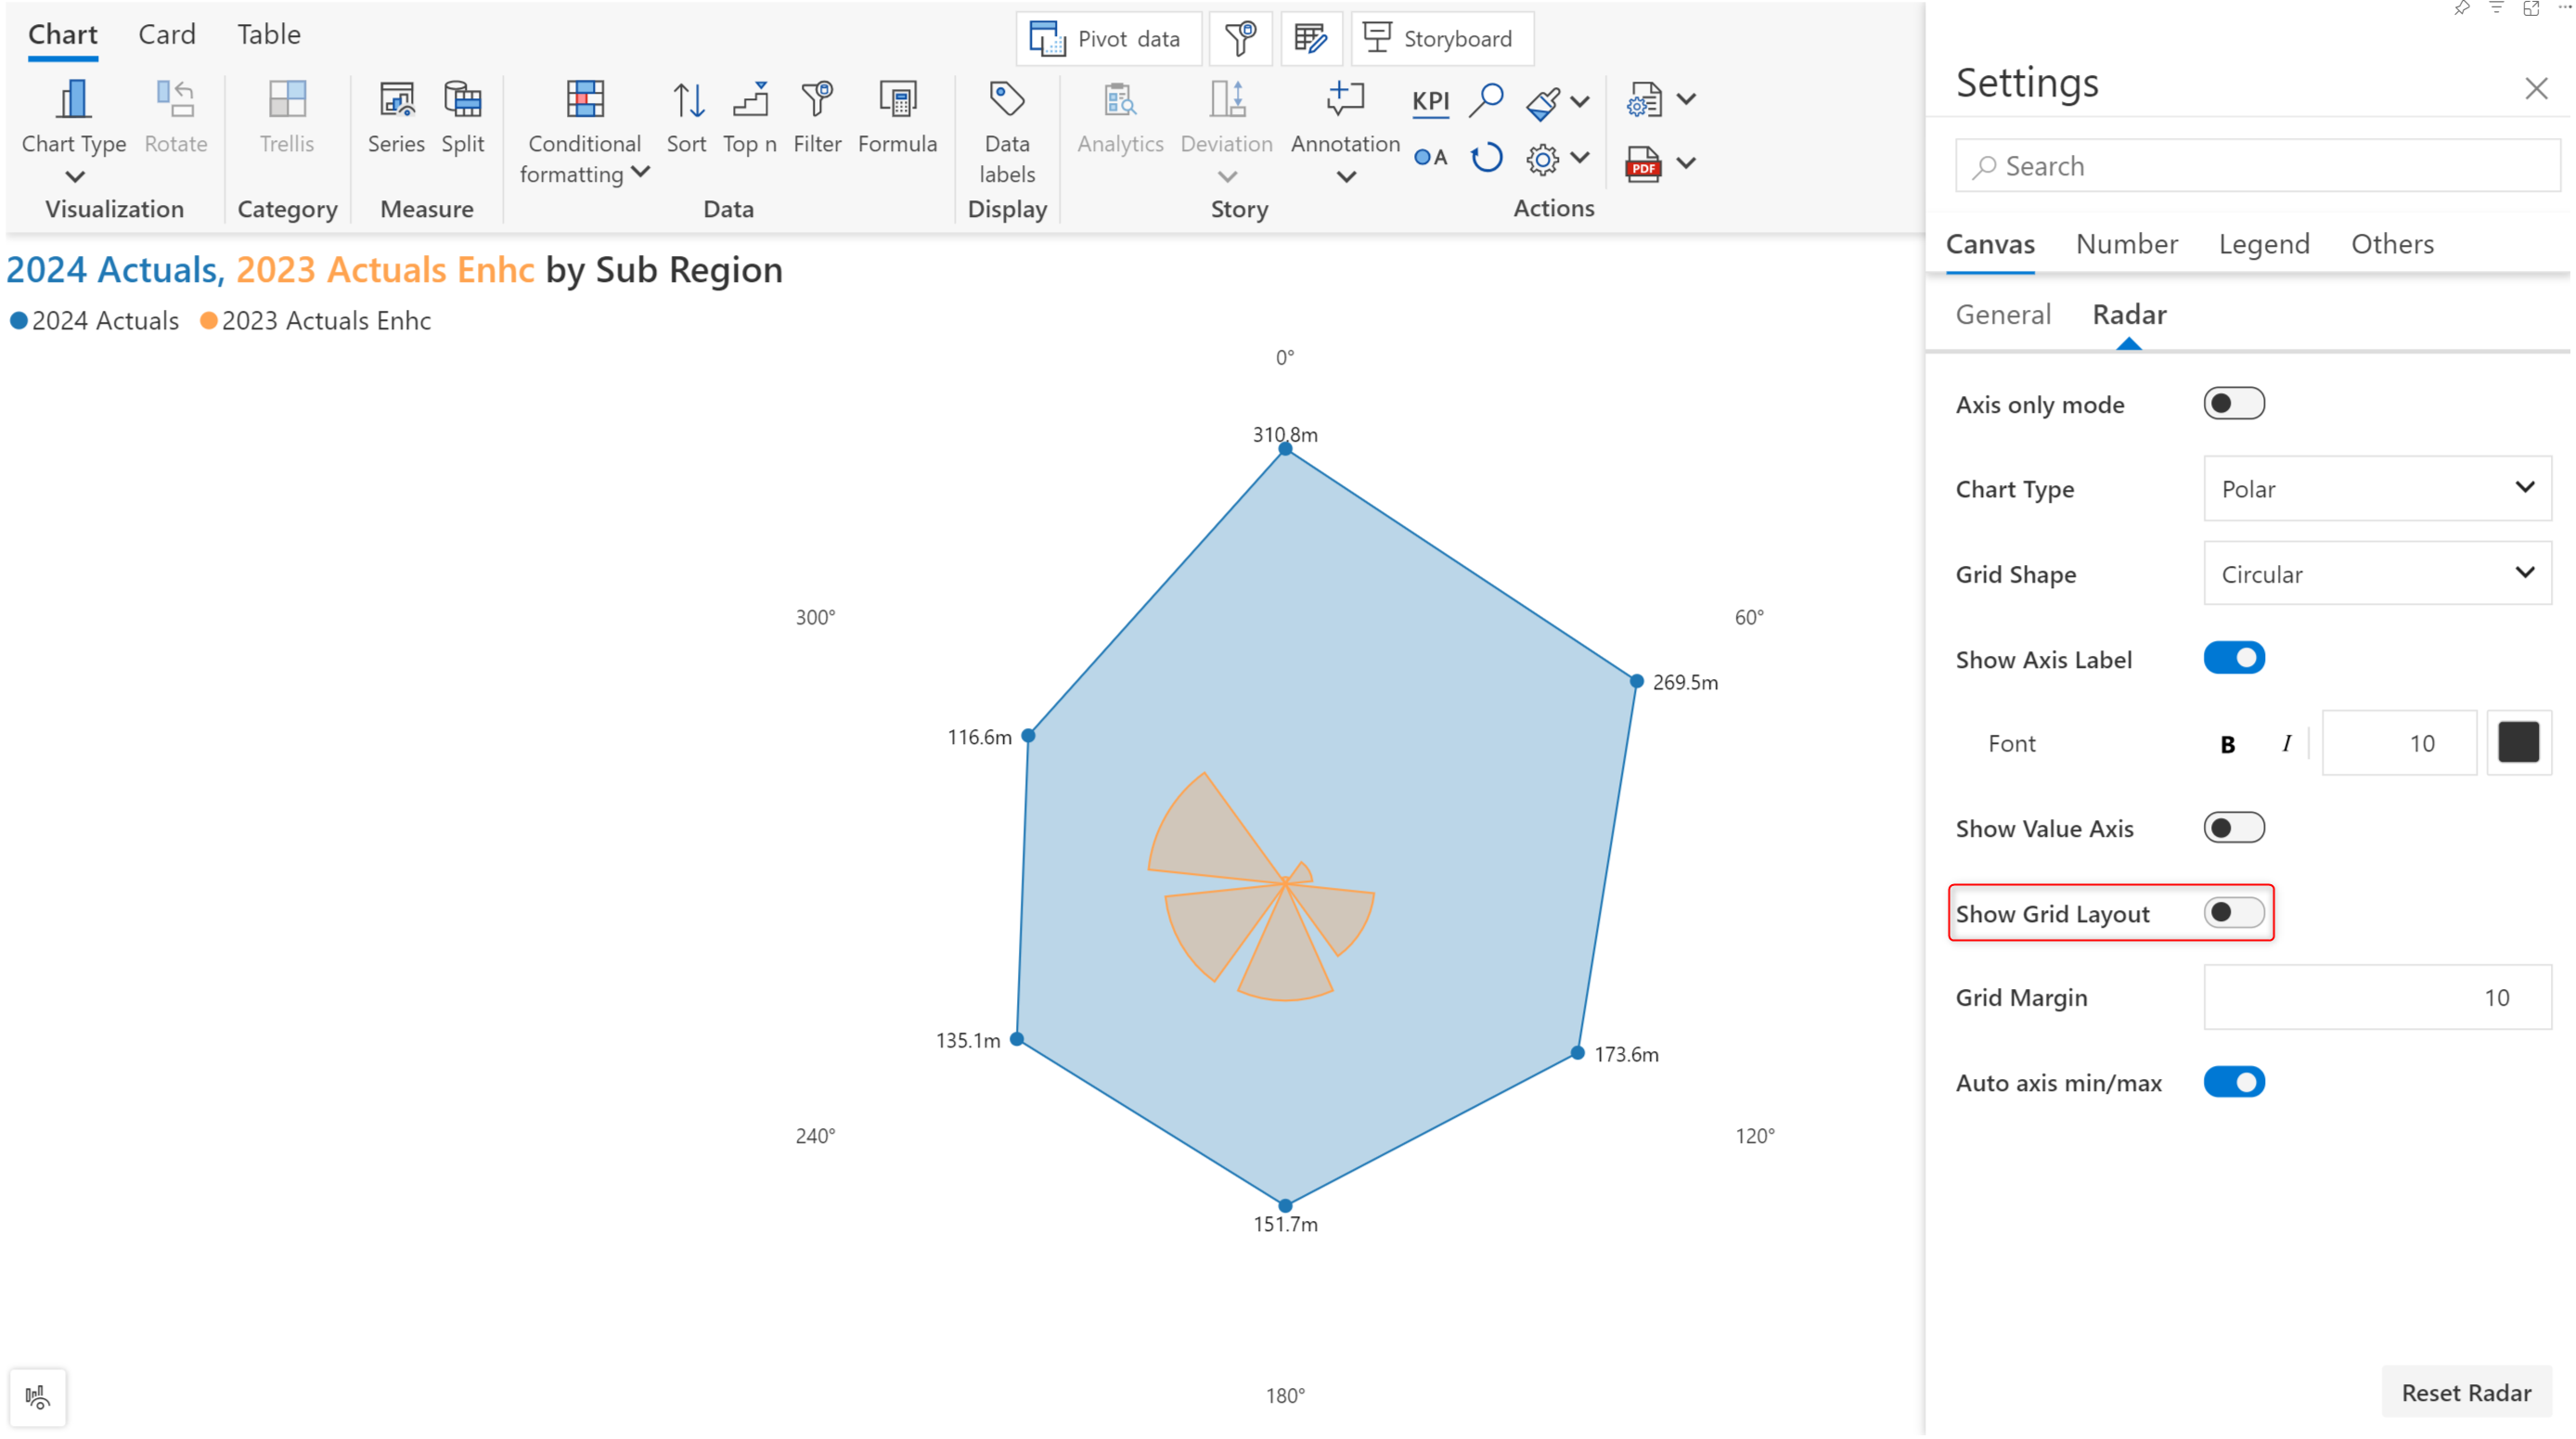 Chart Card Table
Pivot data Storyboard
Chart Type Rotate Trellis Series Split Conditional formatting Sort Top n Filter Formula Data labels Analytics Deviation Annotation KPI
A
PDF
Visualization Category Measure Data Display Story Actions
2024 Actuals, 2023 Actuals Enhc by Sub Region
2024 Actuals 2023 Actuals Enhc
0°
310.8m
300°
60°
269.5m
116.6m
135.1m
173.6m
240°
120°
151.7m
180°
Settings
Search
Canvas Number Legend Others
General Radar
Axis only mode
Chart Type Polar
Grid Shape Circular
Show Axis Label
Font B I 10
Show Value Axis
Show Grid Layout
Grid Margin 10
Auto axis min/max
Reset Radar